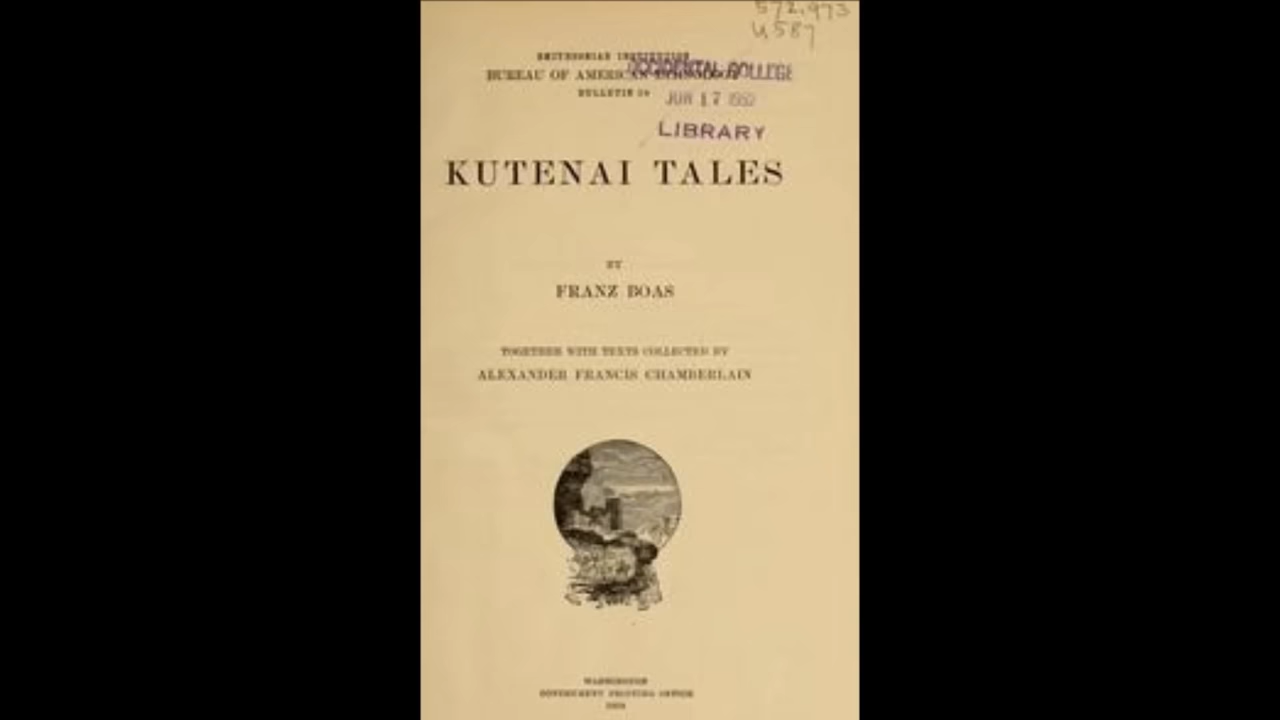 572.973
U587
SMITHSONIAN INSTITUTION
BUREAU OF AMERICAN ETHNOLOGY
OCCIDENTAL COLLEGE
BULLETIN 59
JUN 17 1952
LIBRARY
KUTENAI TALES
BY
FRANZ BOAS
TOGETHER WITH TEXTS COLLECTED BY
ALEXANDER FRANCIS CHAMBERLAIN
WASHINGTON
GOVERNMENT PRINTING OFFICE
1918